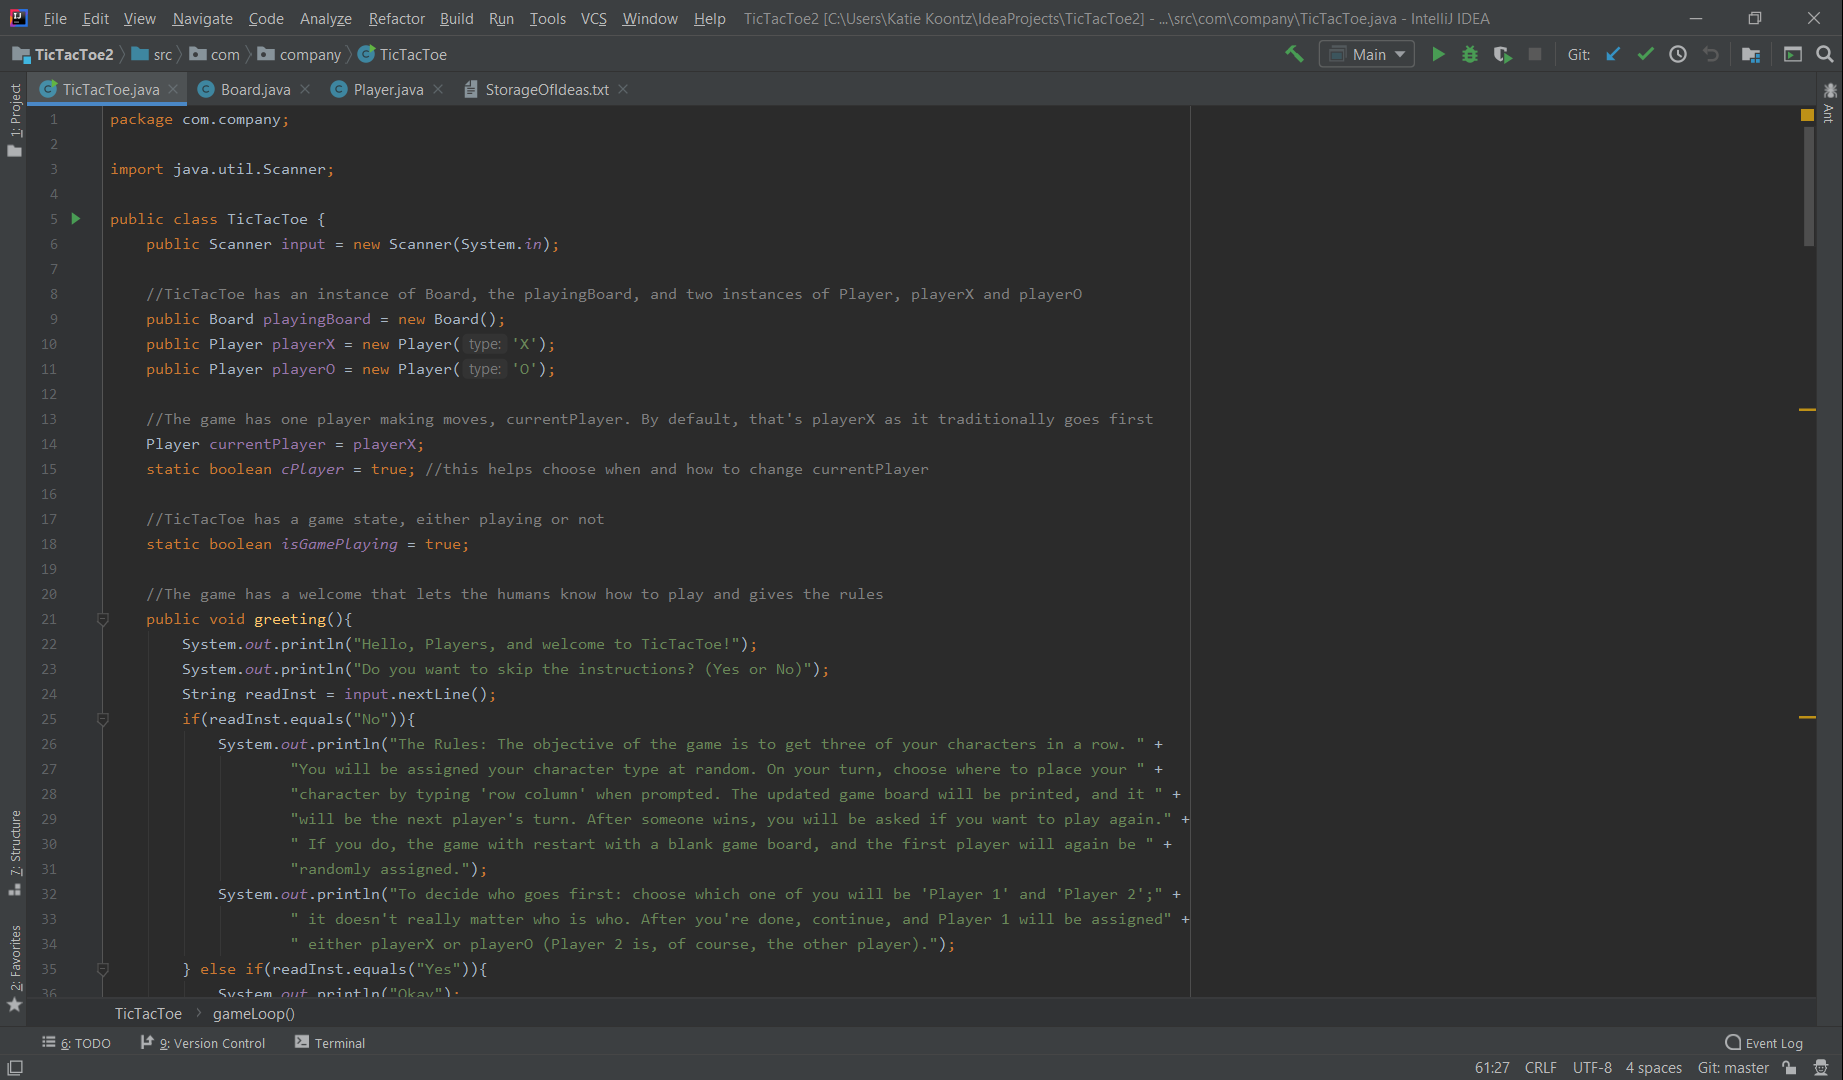 File Edit View Navigate Code Analyze Refactor Build Run Tools VCS Window Help TicTacToe2 [C:\Users\Katie Koontz\IdeaProjects\TicTacToe2] - ...\src\com\company\TicTacToe.java - IntelliJ IDEA
TicTacToe2 src com company TicTacToe Main Git:
TicTacToe.java Board.java Player.java StorageOfIdeas.txt
1: Project
Ant
1 package com.company;
2
3 import java.util.Scanner;
4
5 public class TicTacToe {
6 public Scanner input = new Scanner(System.in);
7
8 //TicTacToe has an instance of Board, the playingBoard, and two instances of Player, playerX and playerO
9 public Board playingBoard = new Board();
10 public Player playerX = new Player( type: 'X');
11 public Player playerO = new Player( type: 'O');
12
13 //The game has one player making moves, currentPlayer. By default, that's playerX as it traditionally goes first
14 Player currentPlayer = playerX;
15 static boolean cPlayer = true; //this helps choose when and how to change currentPlayer
16
17 //TicTacToe has a game state, either playing or not
18 static boolean isGamePlaying = true;
19
20 //The game has a welcome that lets the humans know how to play and gives the rules
21 public void greeting(){
22 System.out.println("Hello, Players, and welcome to TicTacToe!");
23 System.out.println("Do you want to skip the instructions? (Yes or No)");
24 String readInst = input.nextLine();
25 if(readInst.equals("No")){
26 System.out.println("The Rules: The objective of the game is to get three of your characters in a row. " +
27 "You will be assigned your character type at random. On your turn, choose where to place your " +
28 "character by typing 'row column' when prompted. The updated game board will be printed, and it " +
29 "will be the next player's turn. After someone wins, you will be asked if you want to play again." +
30 " If you do, the game with restart with a blank game board, and the first player will again be " +
31 "randomly assigned.");
32 System.out.println("To decide who goes first: choose which one of you will be 'Player 1' and 'Player 2';" +
33 " it doesn't really matter who is who. After you're done, continue, and Player 1 will be assigned" +
34 " either playerX or playerO (Player 2 is, of course, the other player).");
35 } else if(readInst.equals("Yes")){
36 System.out.println("Okay");
7: Structure
2: Favorites
TicTacToe gameLoop()
6: TODO 9: Version Control Terminal Event Log
61:27 CRLF UTF-8 4 spaces Git: master